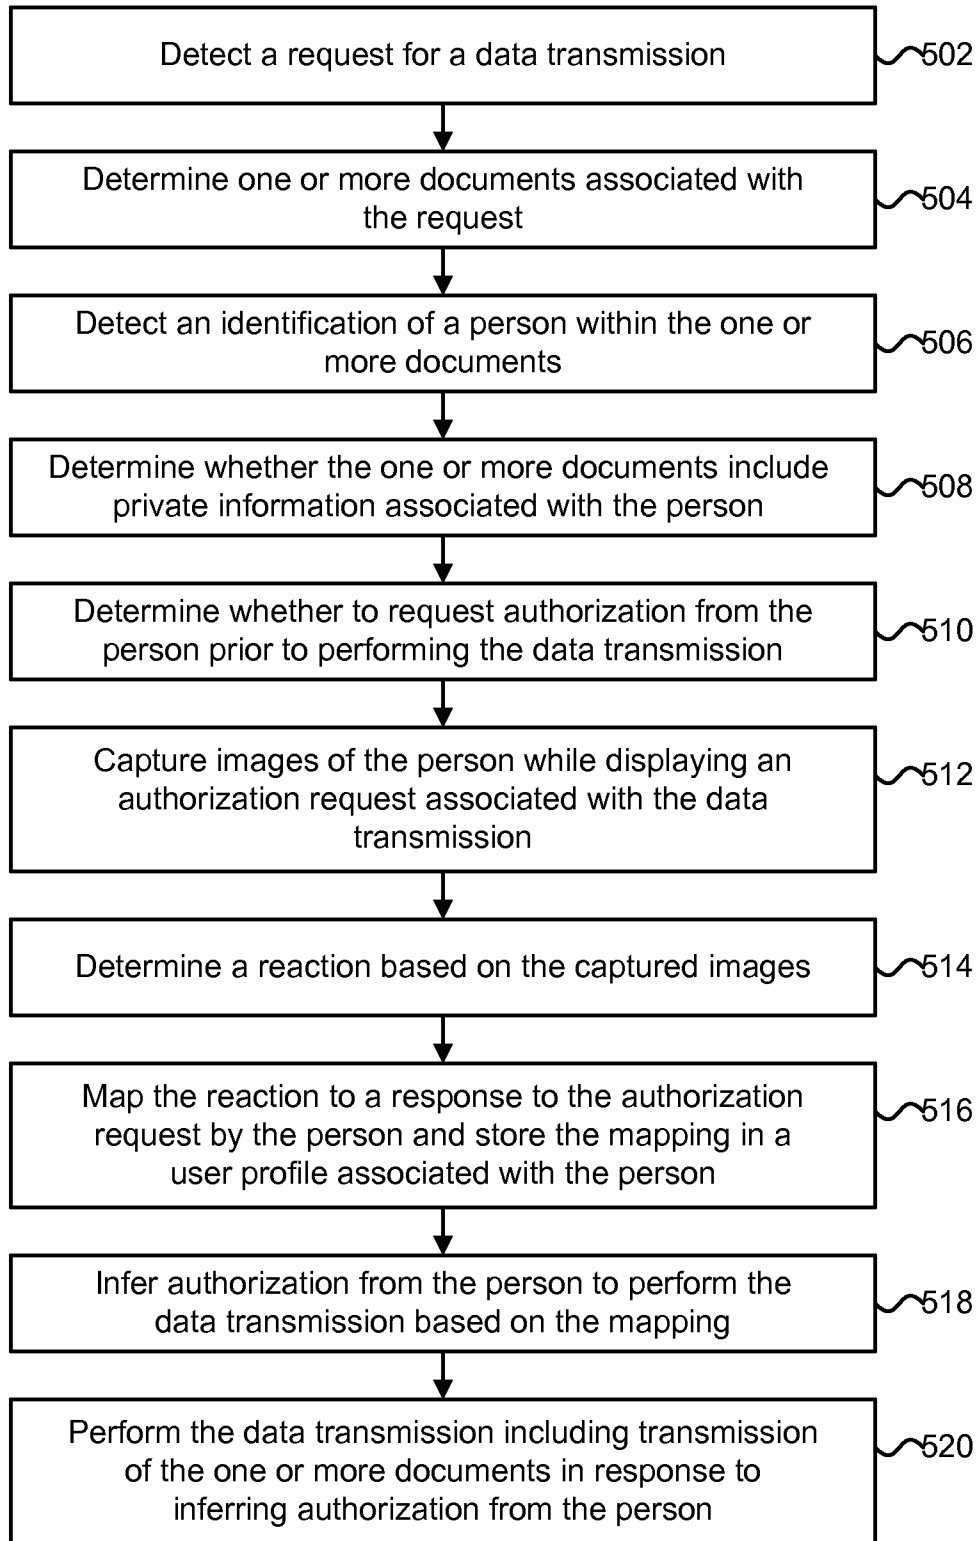 Detect a request for a data transmission
502
Determine one or more documents associated with
the request
504
Detect an identification of a person within the one or
more documents
506
Determine whether the one or more documents include
private information associated with the person
508
Determine whether to request authorization from the
person prior to performing the data transmission
510
Capture images of the person while displaying an
authorization request associated with the data
transmission
512
Determine a reaction based on the captured images
514
Map the reaction to a response to the authorization
request by the person and store the mapping in a
user profile associated with the person
516
Infer authorization from the person to perform the
data transmission based on the mapping
518
Perform the data transmission including transmission
of the one or more documents in response to
inferring authorization from the person
520